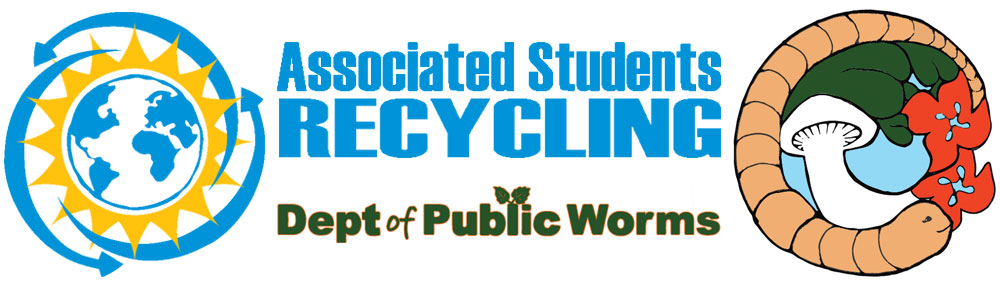 Associated Students
RECYCLING
Dept of Public Worms